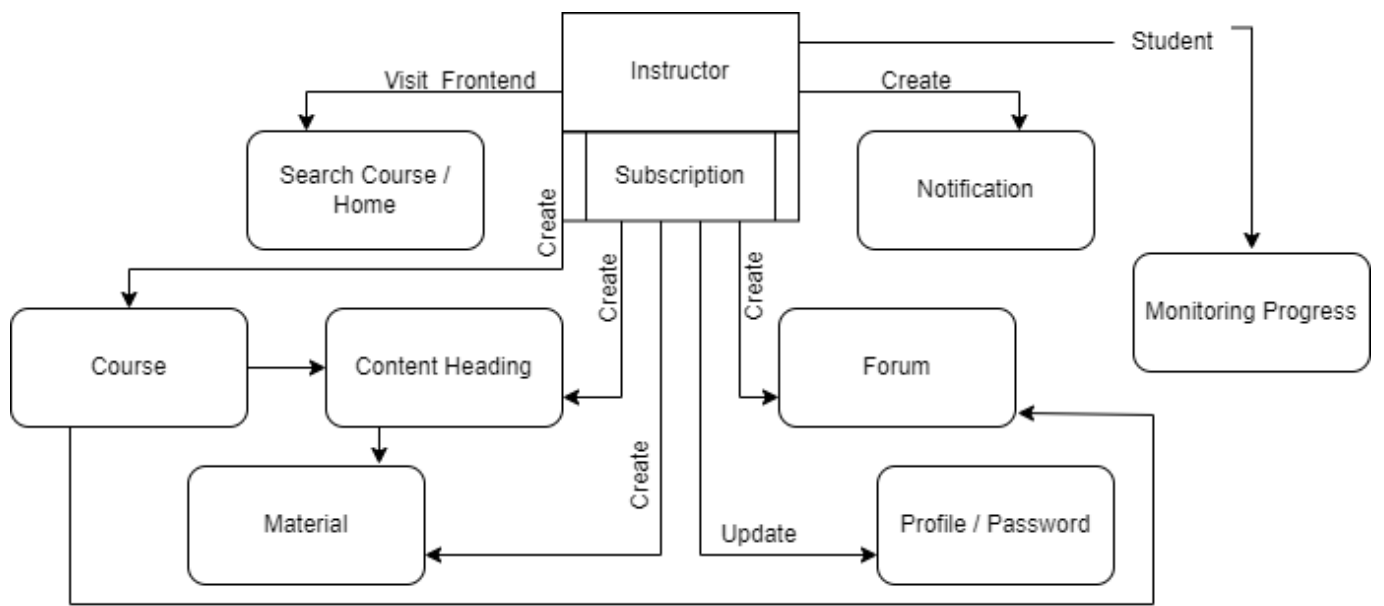 Instructor
Student
Visit Frontend
Create
Search Course /
Home
Subscription
Notification
Create
Create
Create
Monitoring Progress
Course
Content Heading
Forum
Create
Material
Update
Profile / Password